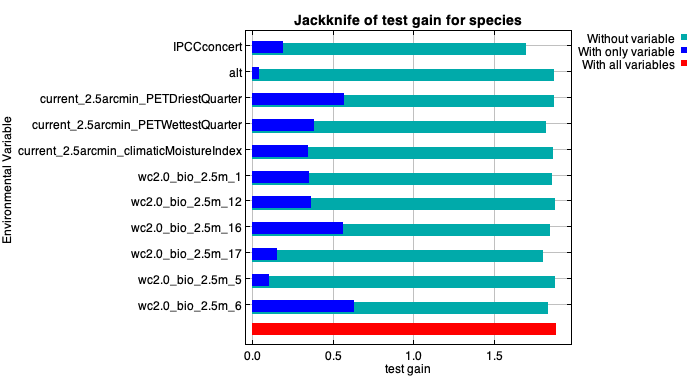 Jackknife of test gain for species
Without variable
With only variable
With all variables
Environmental Variable
IPCCconcert
alt
current_2.5arcmin_PETDriestQuarter
current_2.5arcmin_PETWettestQuarter
current_2.5arcmin_climaticMoistureIndex
wc2.0_bio_2.5m_1
wc2.0_bio_2.5m_12
wc2.0_bio_2.5m_16
wc2.0_bio_2.5m_17
wc2.0_bio_2.5m_5
wc2.0_bio_2.5m_6
0.0 0.5 1.0 1.5
test gain